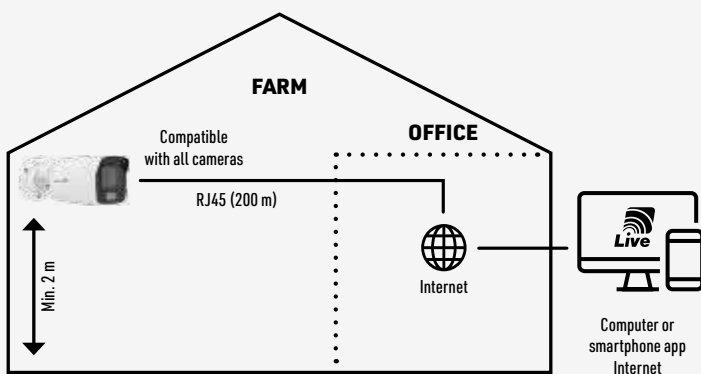 FARM
OFFICE
Compatible
with all cameras
RJ45 (200 m)
Min. 2 m
Internet
Live
Computer or
smartphone app
Internet